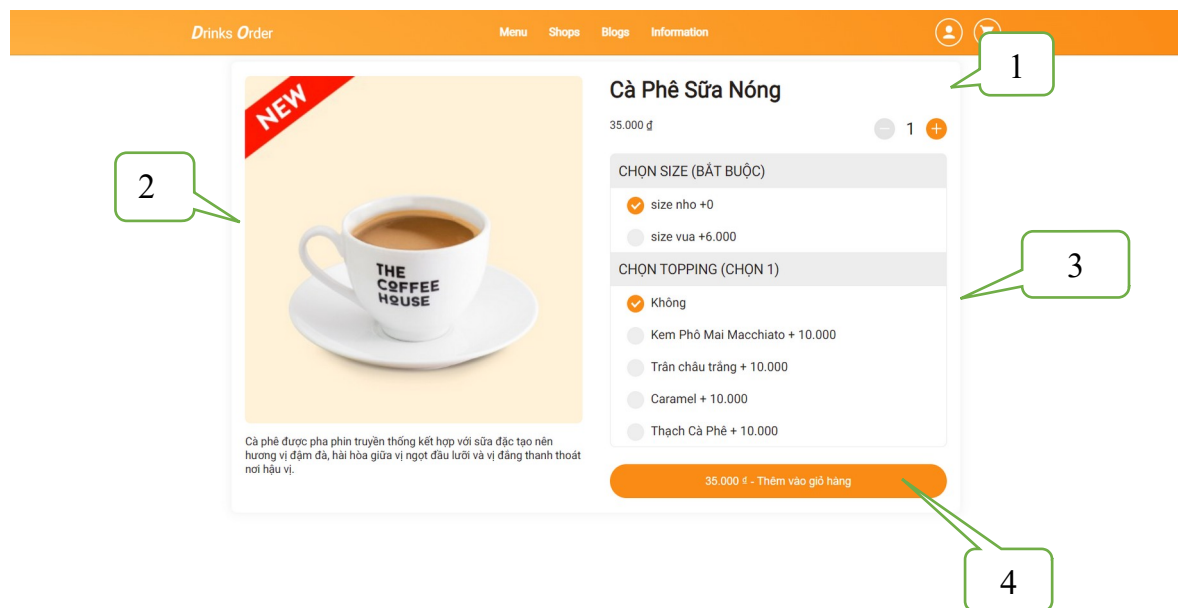 Drinks Order
Menu Shops Blogs Information
1
NEW
Cà Phê Sữa Nóng
35.000 ₫
1
CHỌN SIZE (BẮT BUỘC)
2
size nho +0
size vua +6.000
CHỌN TOPPING (CHỌN 1)
3
THE
COFFEE
HOUSE
Không
Kem Phô Mai Macchiato + 10.000
Trân châu trắng + 10.000
Caramel + 10.000
Thạch Cà Phê + 10.000
Cà phê được pha phin truyền thống kết hợp với sữa đặc tạo nên
hương vị đậm đà, hài hòa giữa vị ngọt đầu lưỡi và vị đắng thanh thoát
nơi hậu vị.
35.000 ₫ - Thêm vào giỏ hàng
4